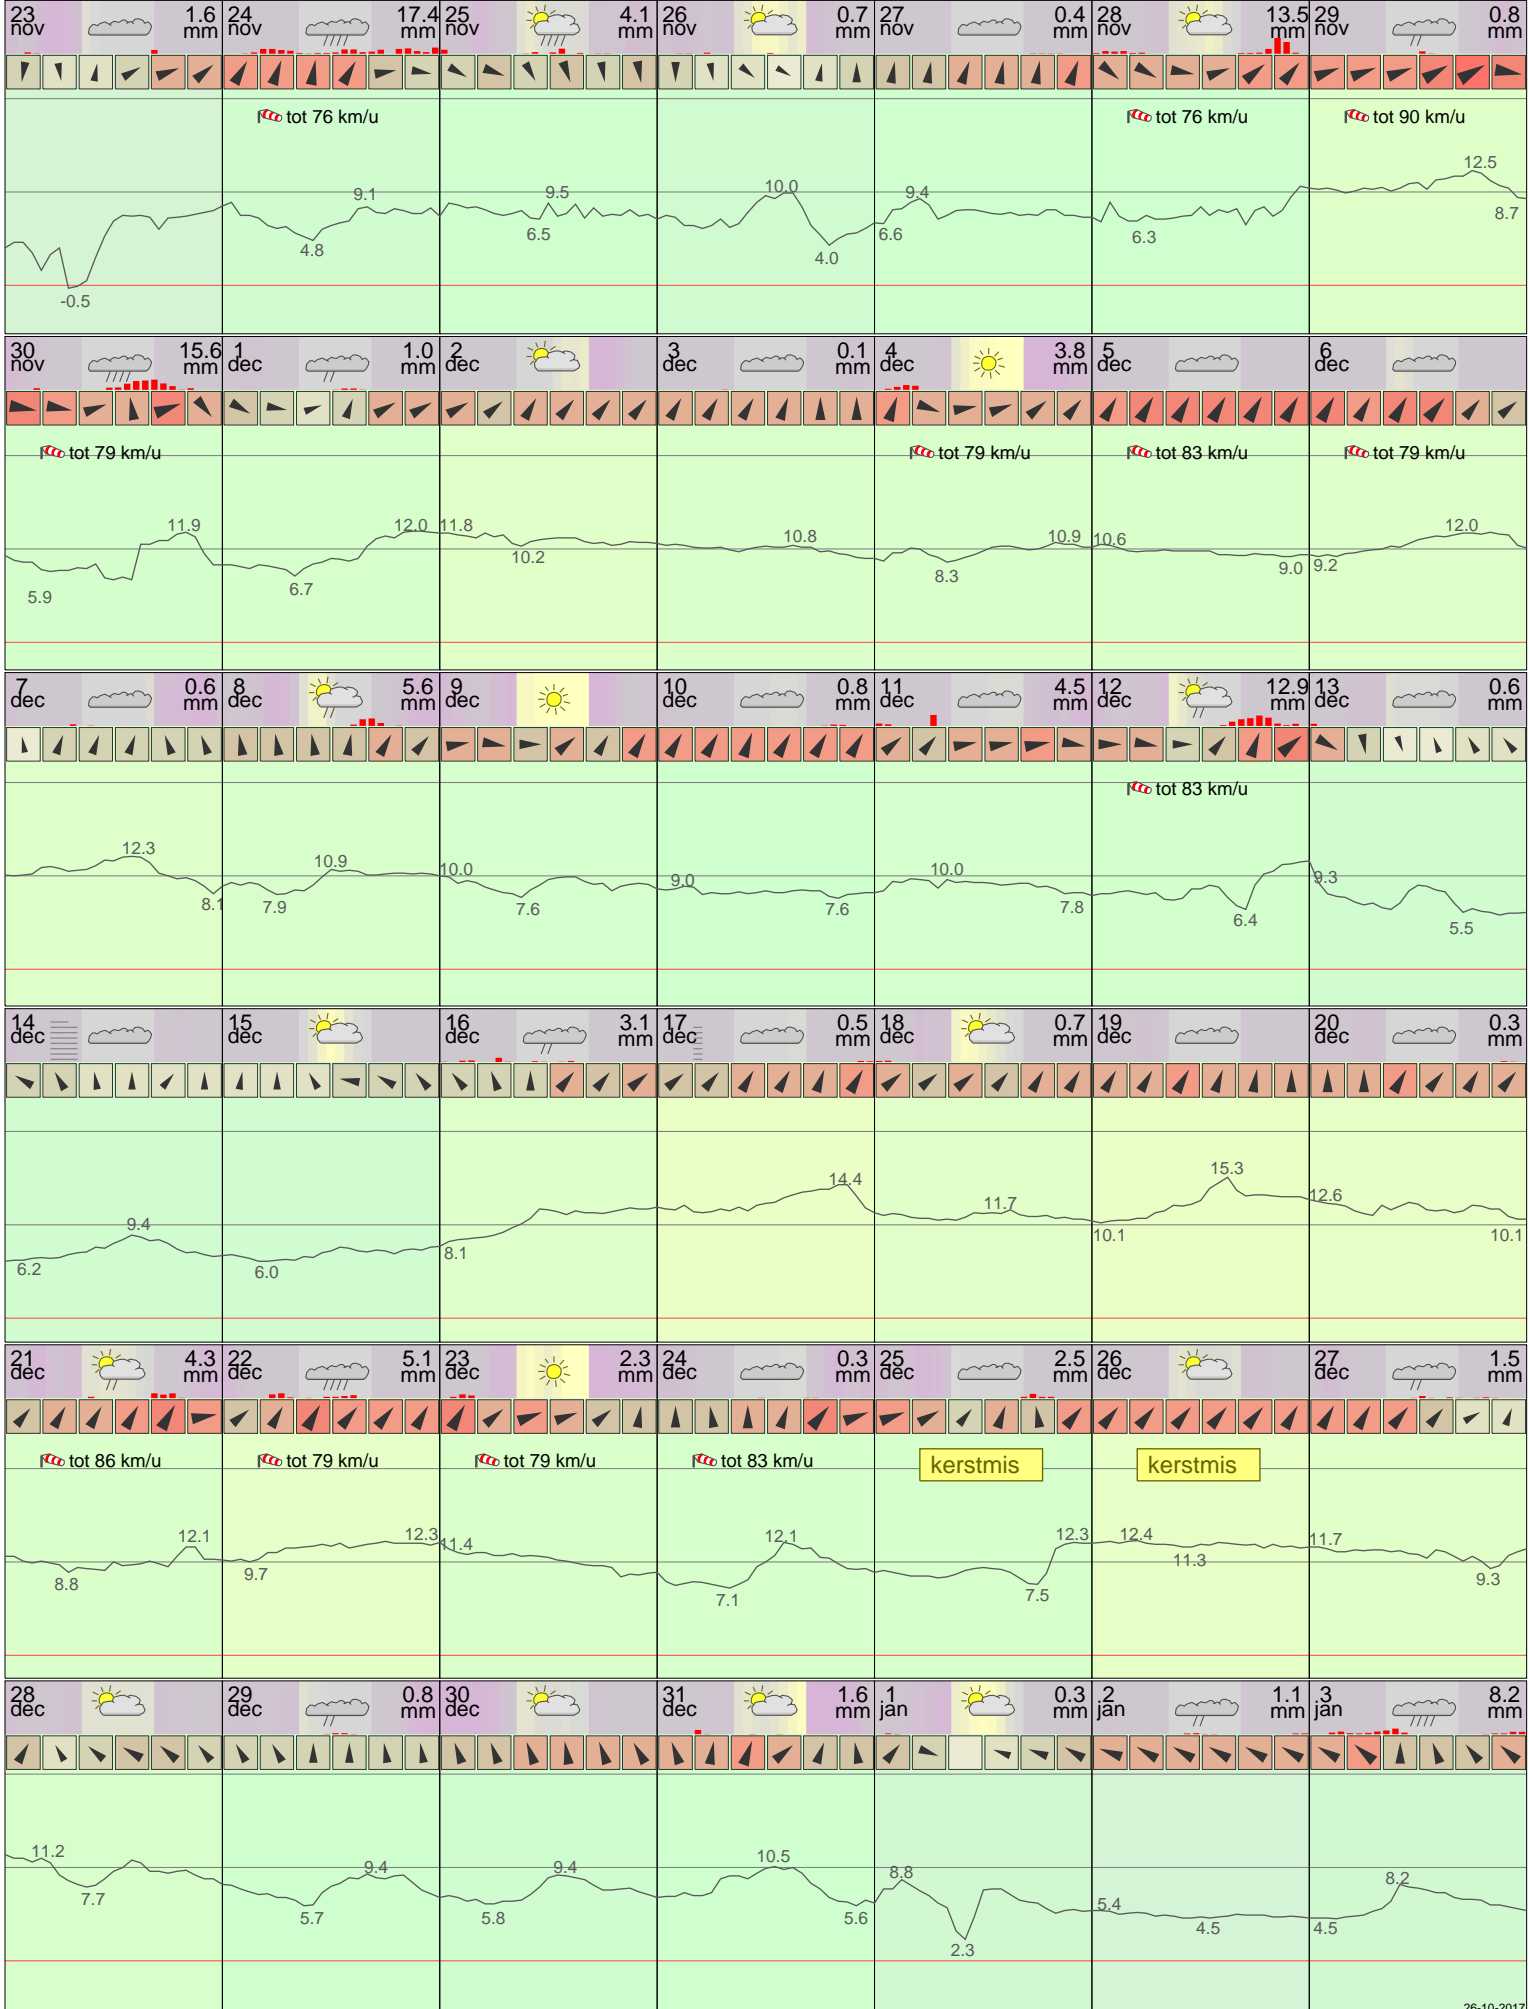 23 nov 1.6 mm
24 nov 17.4 mm
25 nov 4.1 mm
26 nov 0.7 mm
27 nov 0.4 mm
28 nov 13.5 mm
29 nov 0.8 mm
tot 76 km/u
tot 76 km/u
tot 90 km/u
-0.5
4.8
9.1
6.5
9.5
10.0
4.0
6.6
9.4
6.3
12.5
8.7
30 nov 15.6 mm
1 dec 1.0 mm
2 dec
3 dec 0.1 mm
4 dec 3.8 mm
5 dec
6 dec
tot 79 km/u
tot 79 km/u
tot 83 km/u
tot 79 km/u
5.9
11.9
6.7
12.0
11.8
10.2
10.8
8.3
10.9
10.6
9.0
9.2
12.0
7 dec 0.6 mm
8 dec 5.6 mm
9 dec
10 dec 0.8 mm
11 dec 4.5 mm
12 dec 12.9 mm
13 dec 0.6 mm
tot 83 km/u
12.3
8.1
7.9
10.9
10.0
7.6
9.0
7.6
10.0
7.8
6.4
9.3
5.5
14 dec
15 dec
16 dec 3.1 mm
17 dec 0.5 mm
18 dec 0.7 mm
19 dec
20 dec 0.3 mm
6.2
9.4
6.0
8.1
14.4
11.7
10.1
15.3
12.6
10.1
21 dec 4.3 mm
22 dec 5.1 mm
23 dec 2.3 mm
24 dec 0.3 mm
25 dec 2.5 mm
26 dec
27 dec 1.5 mm
tot 86 km/u
tot 79 km/u
tot 79 km/u
tot 83 km/u
kerstmis
kerstmis
8.8
12.1
9.7
12.3
11.4
7.1
12.1
7.5
12.3
12.4
11.3
11.7
9.3
28 dec
29 dec 0.8 mm
30 dec
31 dec 1.6 mm
1 jan 0.3 mm
2 jan 1.1 mm
3 jan 8.2 mm
11.2
7.7
5.7
9.4
5.8
9.4
10.5
5.6
8.8
2.3
5.4
4.5
4.5
8.2
26-10-2017